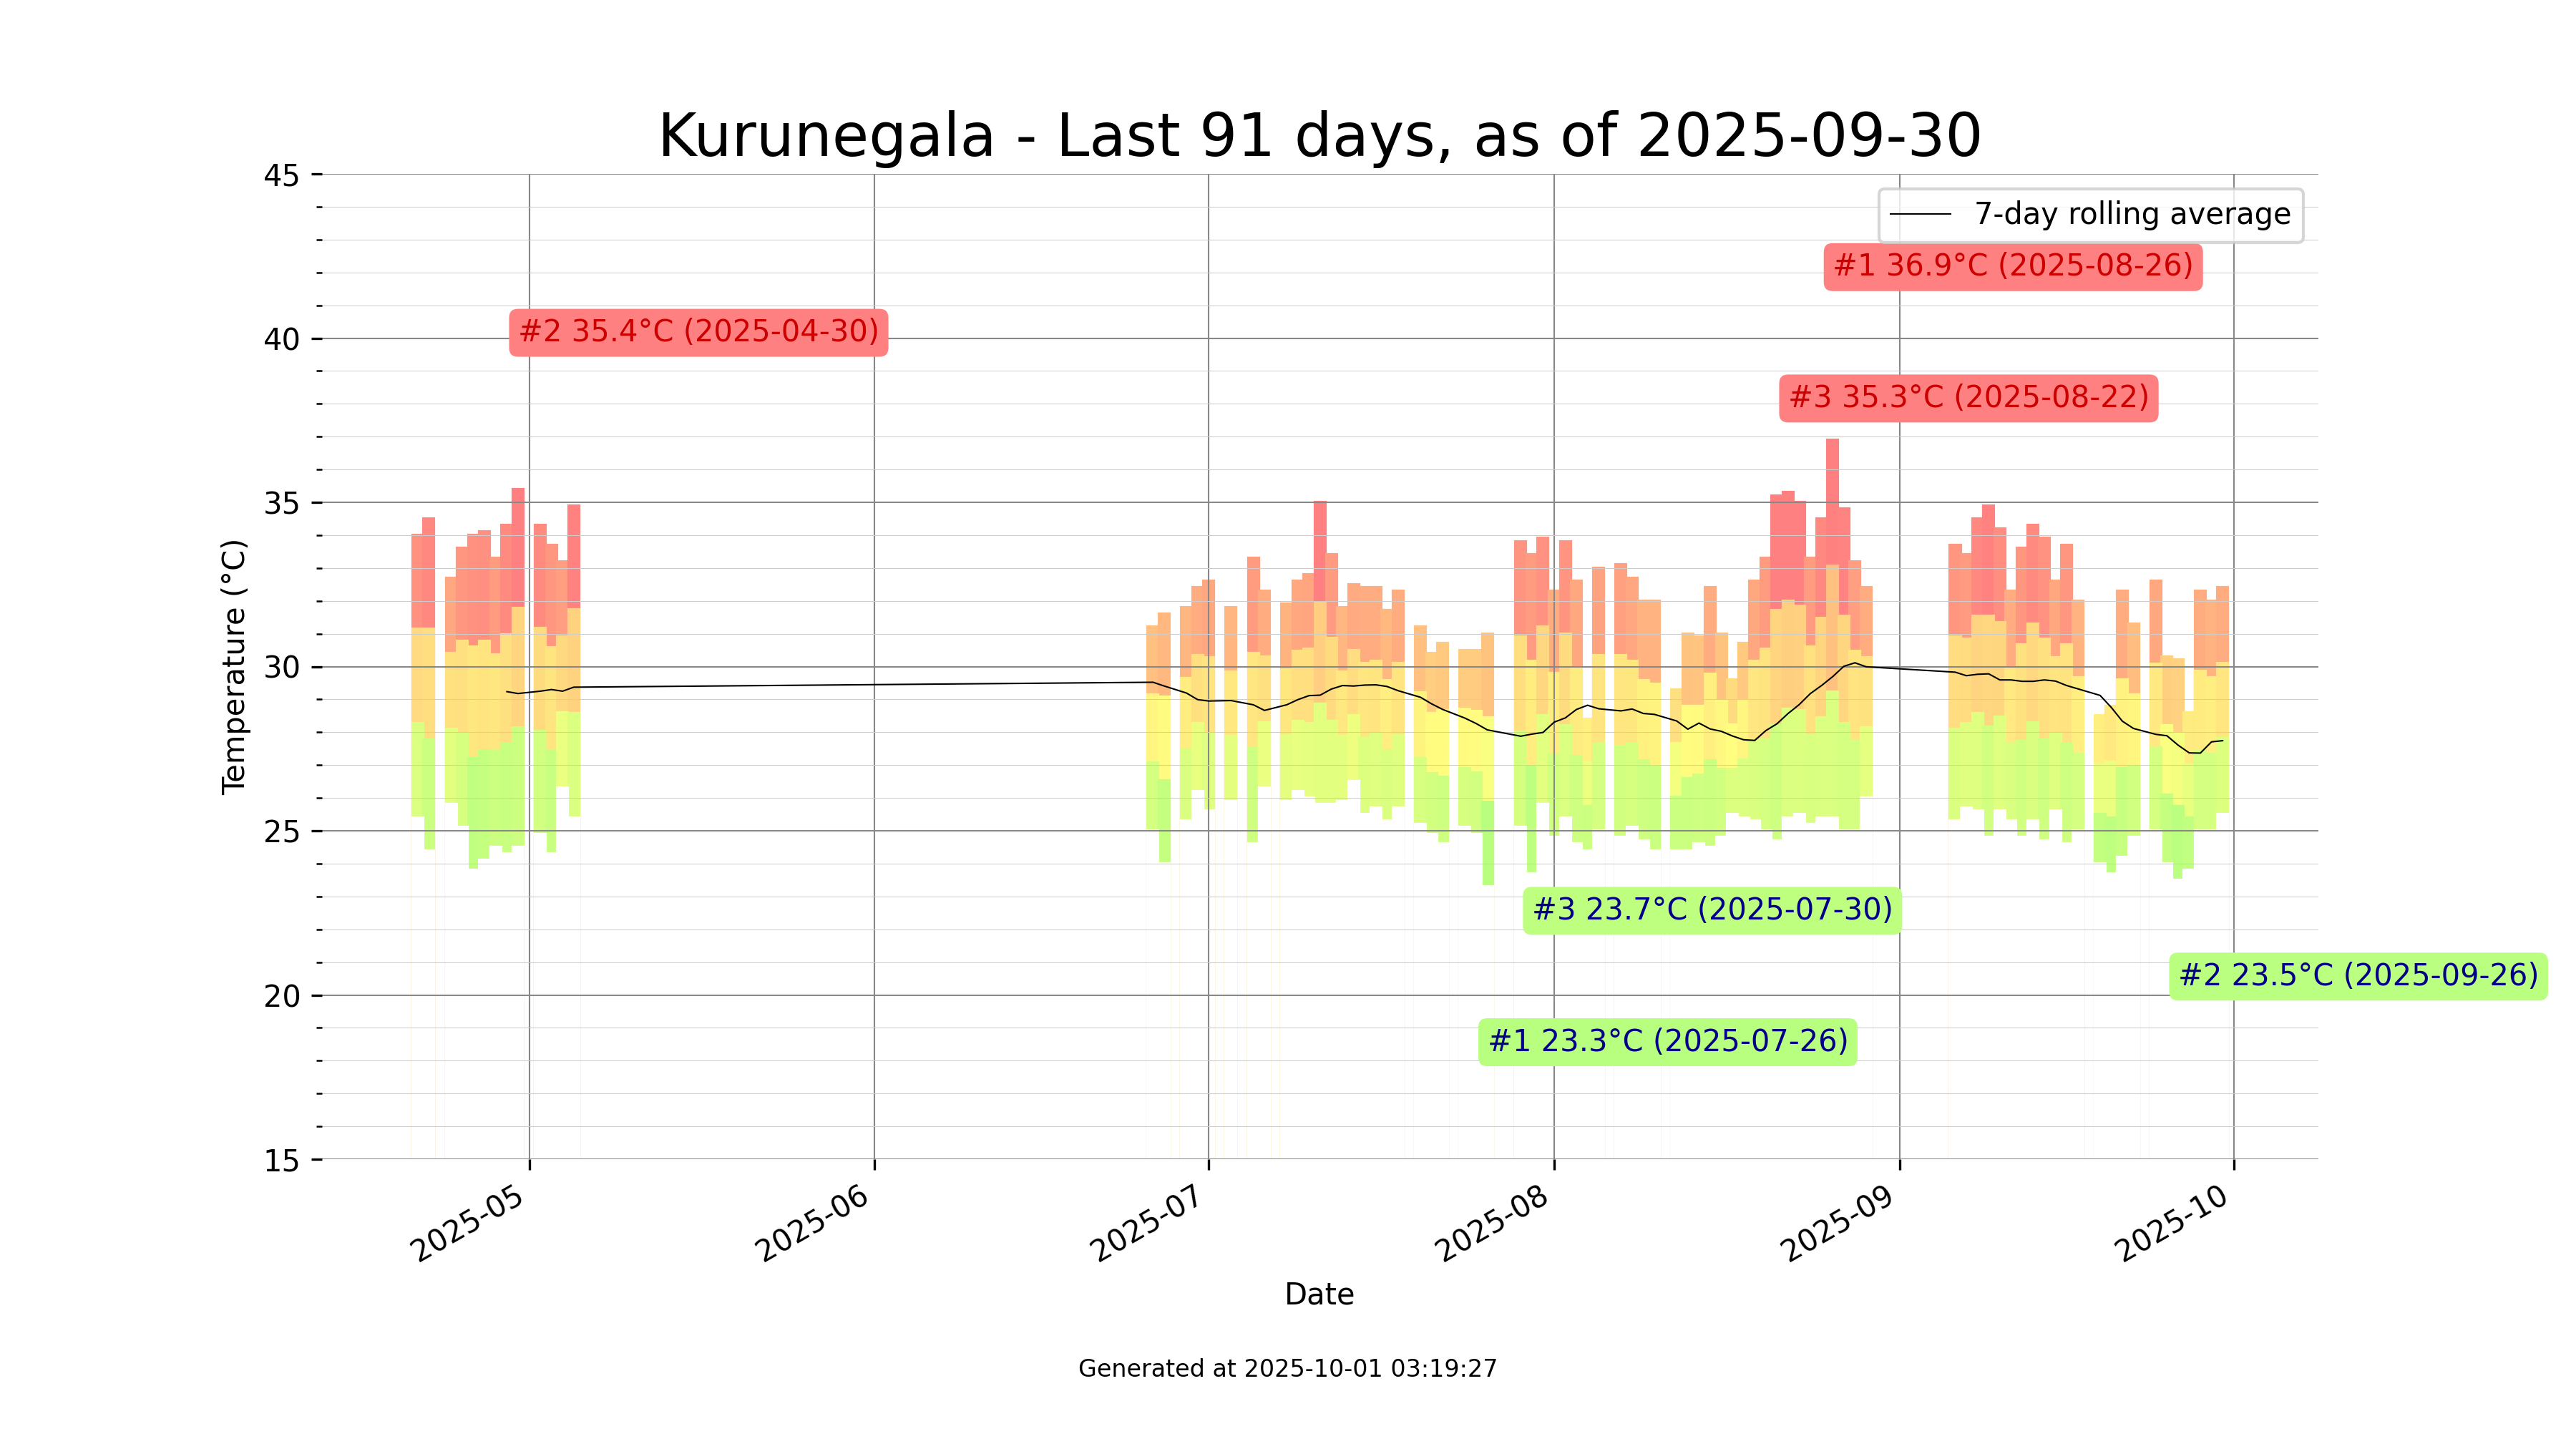 Kurunegala - Last 91 days, as of 2025-09-30
45
7-day rolling average
#1 36.9°C (2025-08-26)
#2 35.4°C (2025-04-30)
40
#3 35.3°C (2025-08-22)
35
Temperature (°C)
30
25
#3 23.7°C (2025-07-30)
#2 23.5°C (2025-09-26)
20
#1 23.3°C (2025-07-26)
15
2025-05
2025-06
2025-07
2025-08
2025-09
2025-10
Date
Generated at 2025-10-01 03:19:27